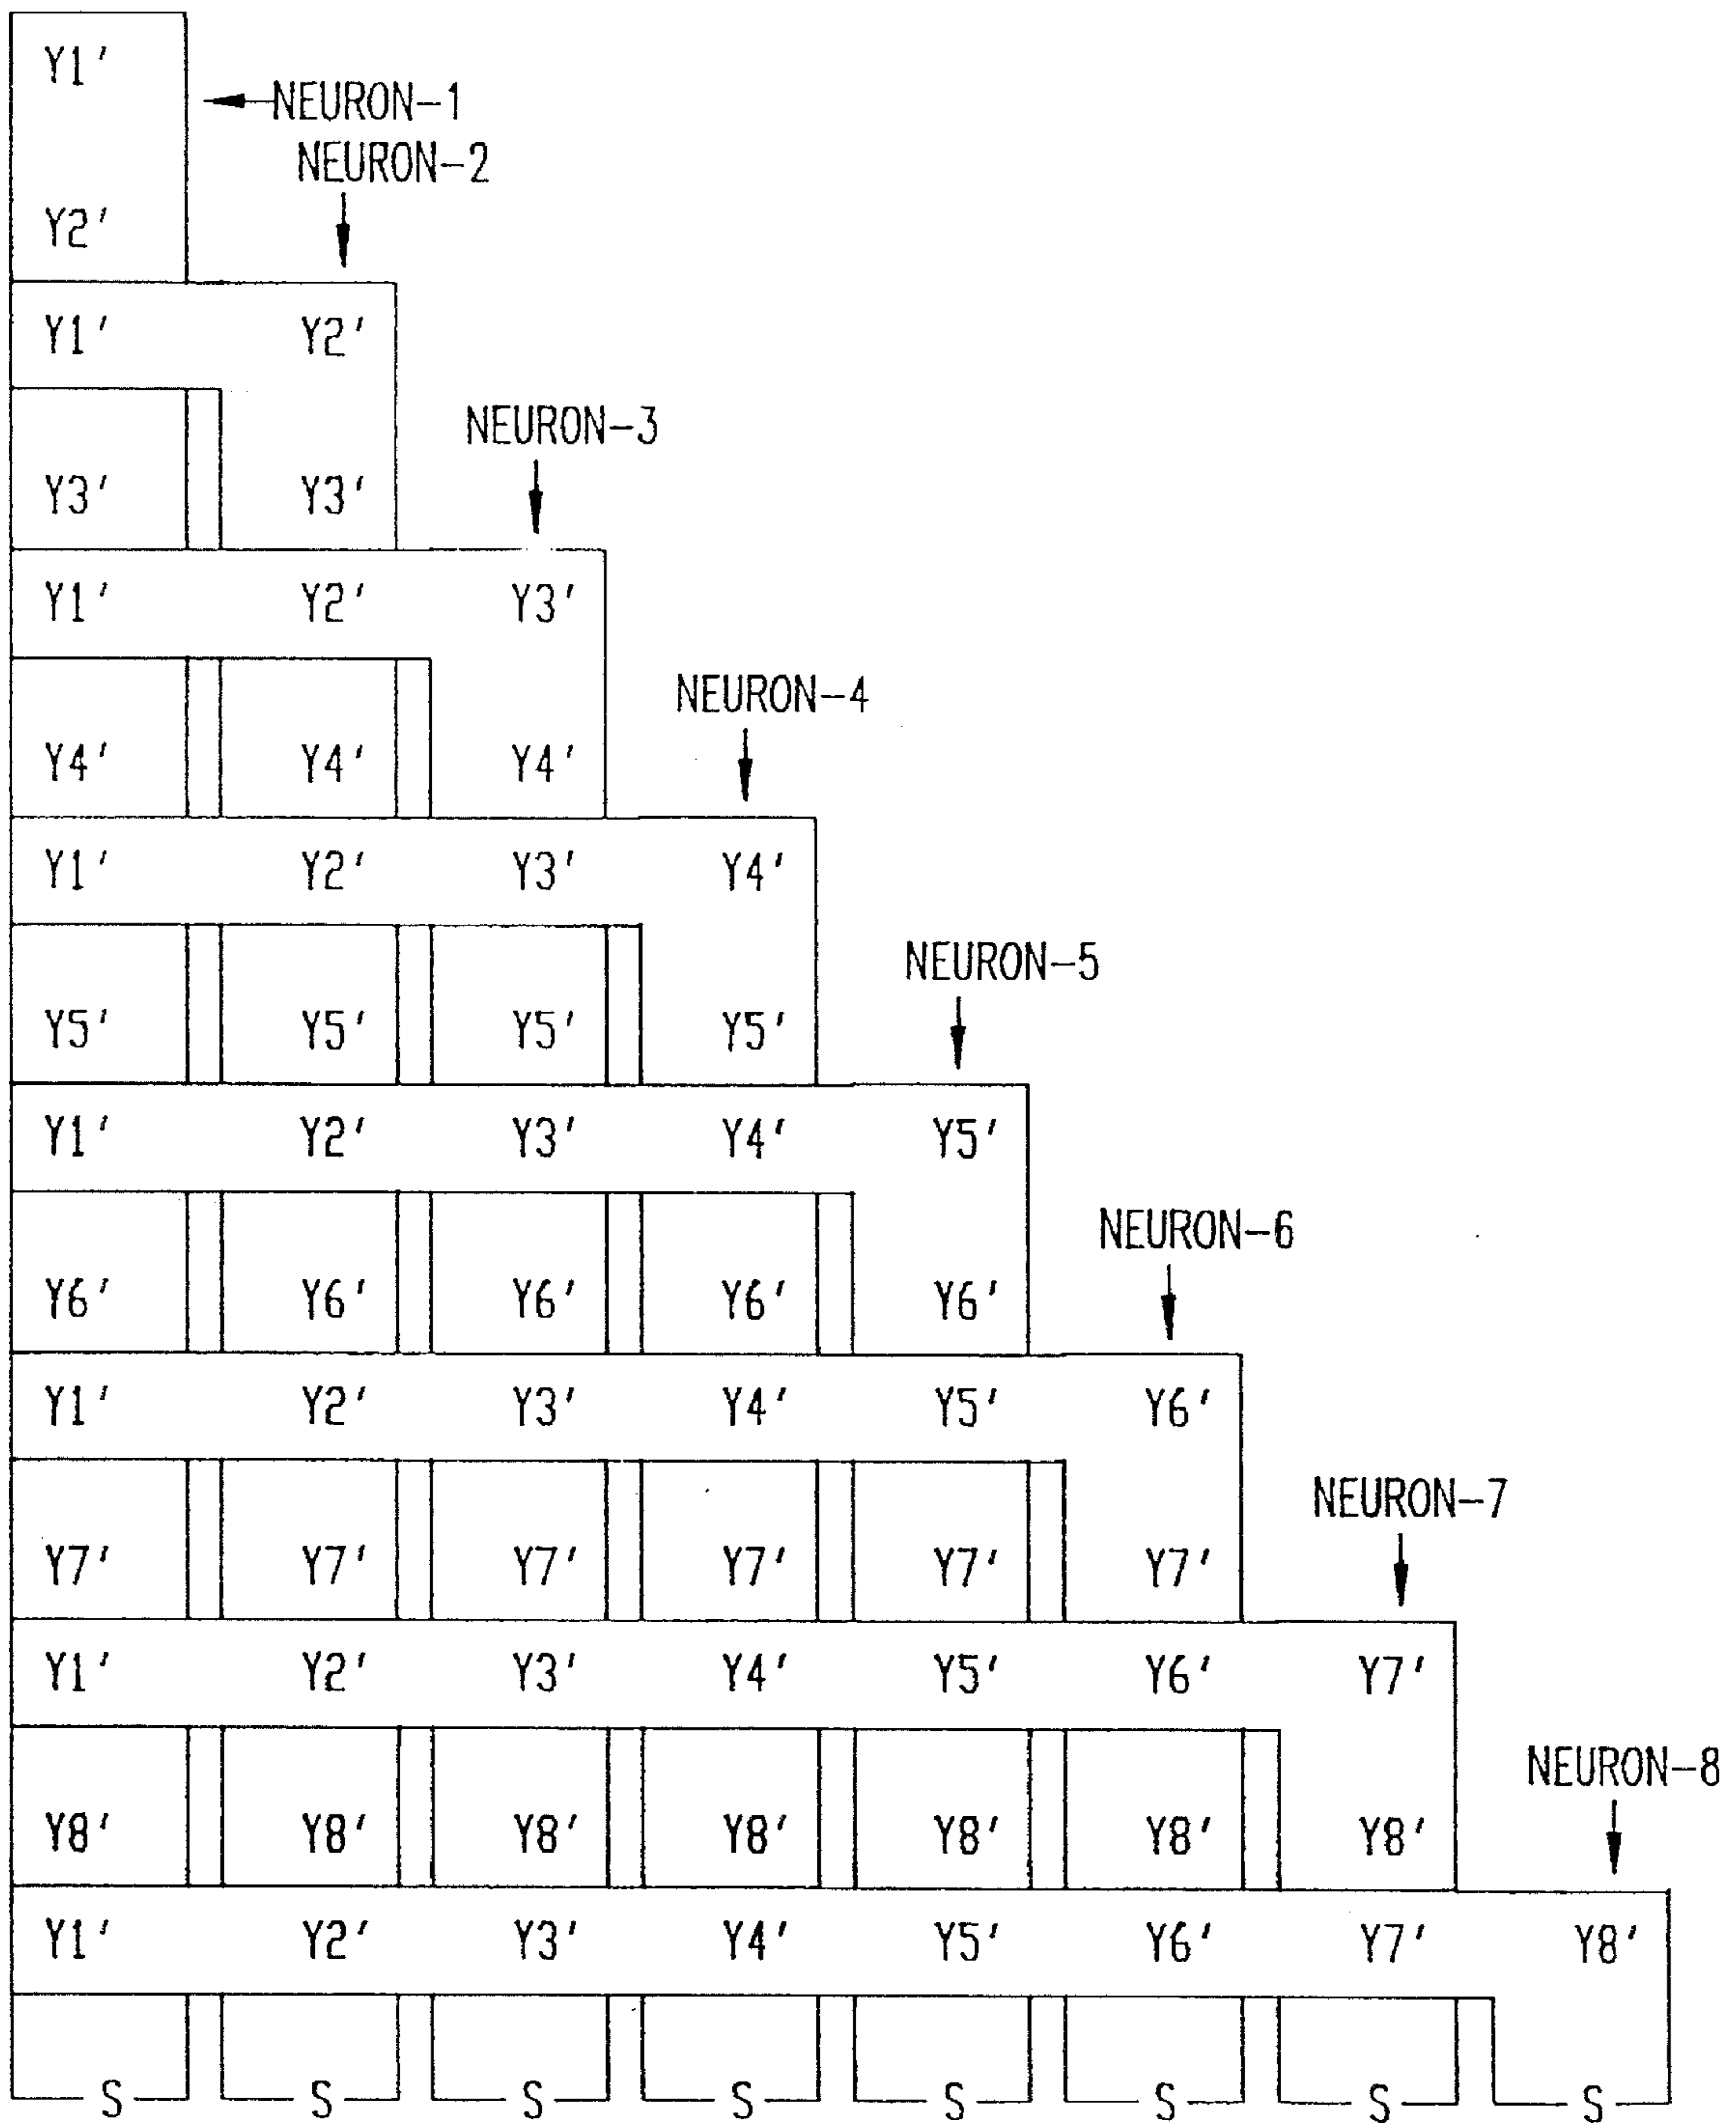 Y1'
NEURON-1
NEURON-2
Y2'
Y1' Y2'
NEURON-3
Y3' Y3'
Y1' Y2' Y3'
NEURON-4
Y4' Y4' Y4'
Y1' Y2' Y3' Y4'
NEURON-5
Y5' Y5' Y5' Y5'
Y1' Y2' Y3' Y4' Y5'
NEURON-6
Y6' Y6' Y6' Y6' Y6'
Y1' Y2' Y3' Y4' Y5' Y6'
NEURON-7
Y7' Y7' Y7' Y7' Y7' Y7'
Y1' Y2' Y3' Y4' Y5' Y6' Y7'
NEURON-8
Y8' Y8' Y8' Y8' Y8' Y8' Y8'
Y1' Y2' Y3' Y4' Y5' Y6' Y7' Y8'
S S S S S S S S